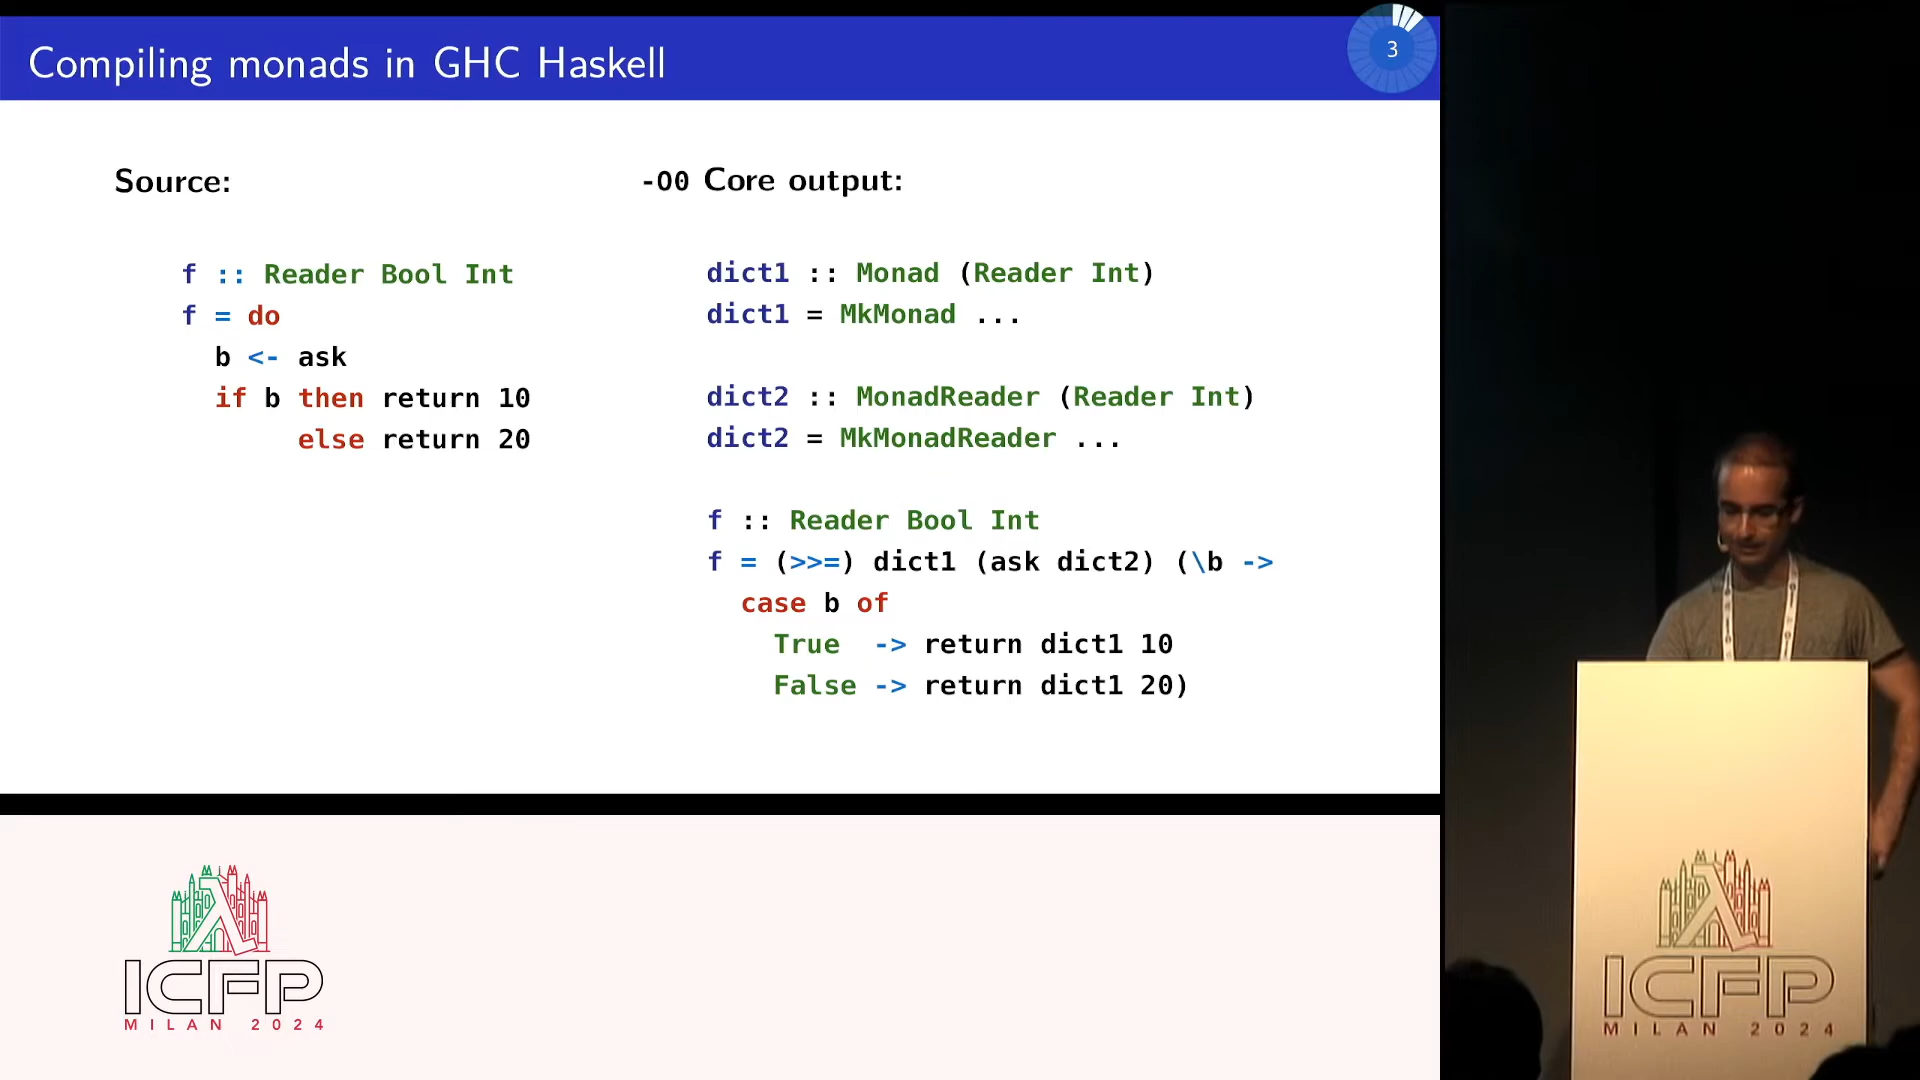 Compiling monads in GHC Haskell
3
Source:
f :: Reader Bool Int
f = do
b <- ask
if b then return 10
else return 20
-O0 Core output:
dict1 :: Monad (Reader Int)
dict1 = MkMonad ...
dict2 :: MonadReader (Reader Int)
dict2 = MkMonadReader ...
f :: Reader Bool Int
f = (>>=) dict1 (ask dict2) (\b ->
case b of
True -> return dict1 10
False -> return dict1 20)
ICFP
MILAN 2024
ICFP
MILAN 2024